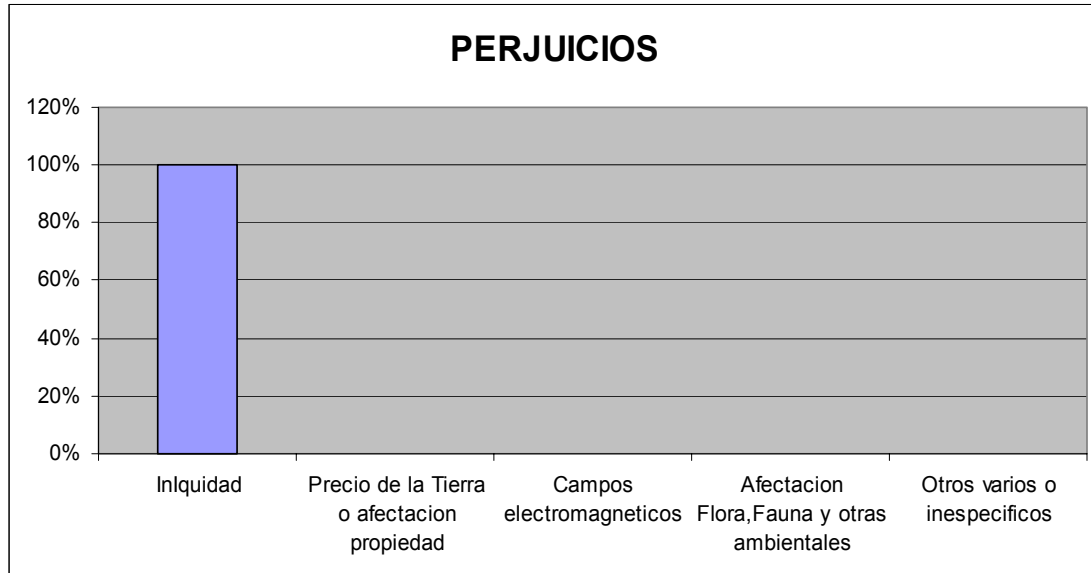 PERJUICIOS
120%
100%
80%
60%
40%
20%
0%
InIquidad
Precio de la Tierra
o afectacion
propiedad
Campos
electromagneticos
Afectacion
Flora,Fauna y otras
ambientales
Otros varios o
inespecificos